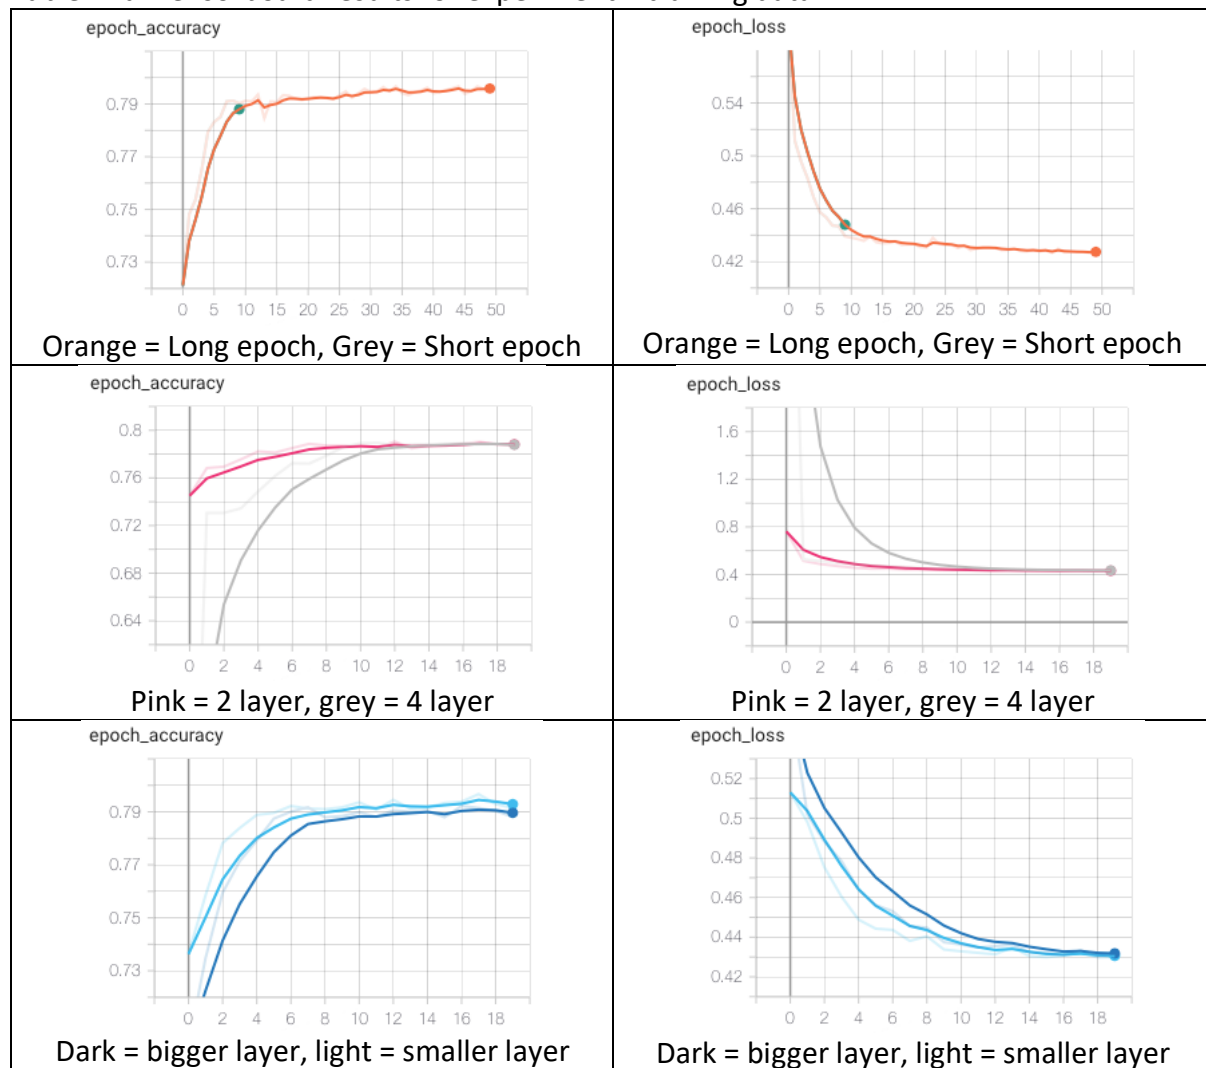 epoch_accuracy
0.79
0.77
0.75
0.73
0 5 10 15 20 25 30 35 40 45 50
Orange = Long epoch, Grey = Short epoch
epoch_loss
0.54
0.5
0.46
0.42
0 5 10 15 20 25 30 35 40 45 50
Orange = Long epoch, Grey = Short epoch
epoch_accuracy
0.8
0.76
0.72
0.68
0.64
0 2 4 6 8 10 12 14 16 18
Pink = 2 layer, grey = 4 layer
epoch_loss
1.6
1.2
0.8
0.4
0
0 2 4 6 8 10 12 14 16 18
Pink = 2 layer, grey = 4 layer
epoch_accuracy
0.79
0.77
0.75
0.73
0 2 4 6 8 10 12 14 16 18
Dark = bigger layer, light = smaller layer
epoch_loss
0.52
0.5
0.48
0.46
0.44
0.42
0 2 4 6 8 10 12 14 16 18
Dark = bigger layer, light = smaller layer